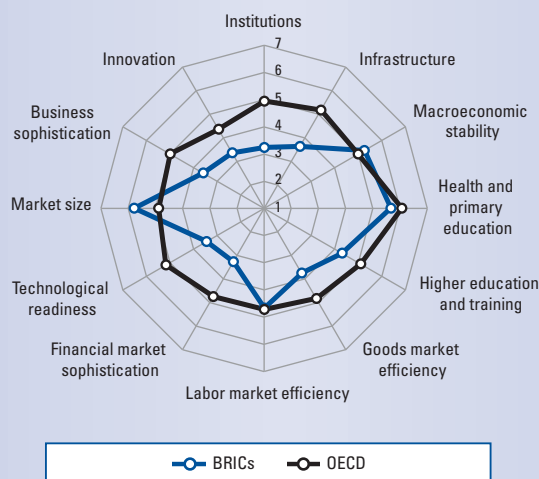 Institutions
Innovation
Infrastructure
Business
sophistication
Macroeconomic
stability
Market size
Health and
primary
education
Technological
readiness
Higher education
and training
Financial market
sophistication
Goods market
efficiency
Labor market efficiency
7
6
5
4
3
2
1
BRICs
OECD